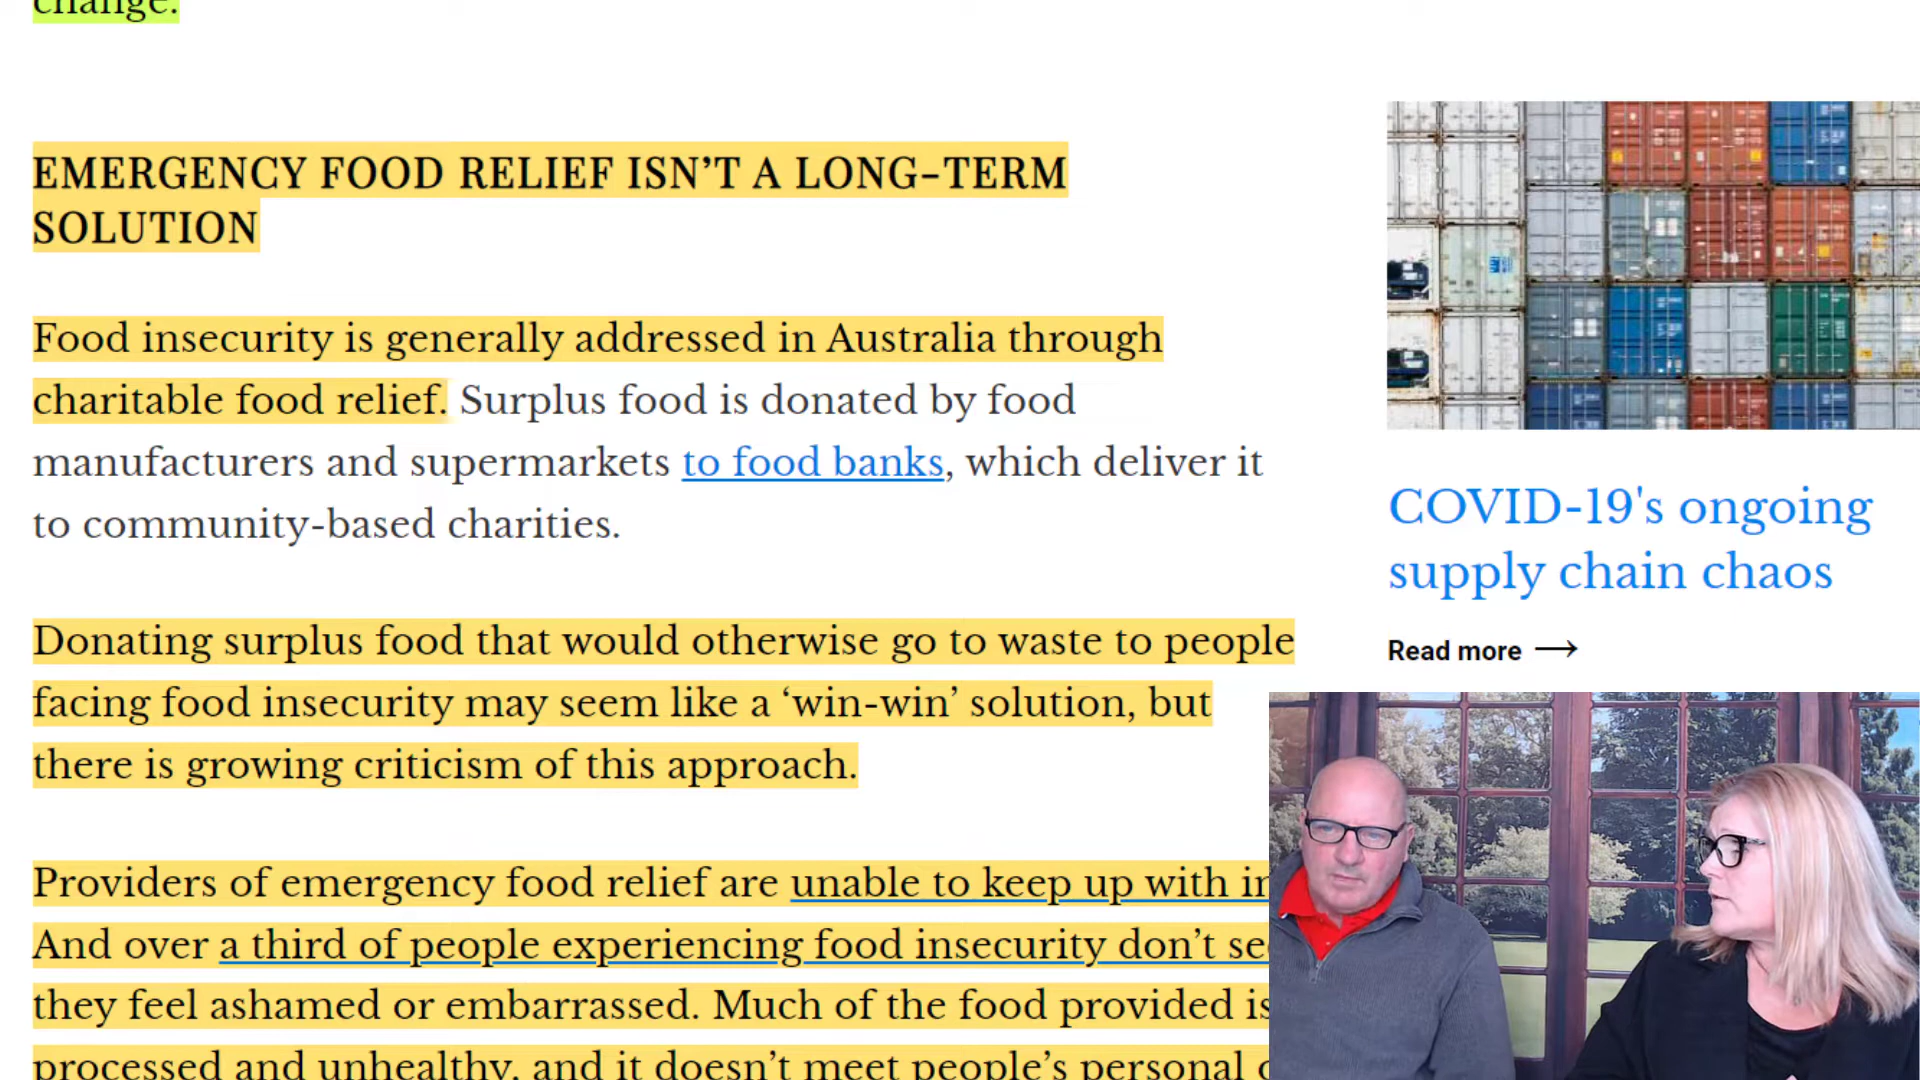 change.
EMERGENCY FOOD RELIEF ISN’T A LONG-TERM
SOLUTION
Food insecurity is generally addressed in Australia through
charitable food relief. Surplus food is donated by food
manufacturers and supermarkets to food banks, which deliver it
to community-based charities.
Donating surplus food that would otherwise go to waste to people
facing food insecurity may seem like a ‘win-win’ solution, but
there is growing criticism of this approach.
Providers of emergency food relief are unable to keep up with
And over a third of people experiencing food insecurity don’t
they feel ashamed or embarrassed. Much of the food provided is
processed and unhealthy, and it doesn’t meet people’s personal
COVID-19's ongoing
supply chain chaos
Read more